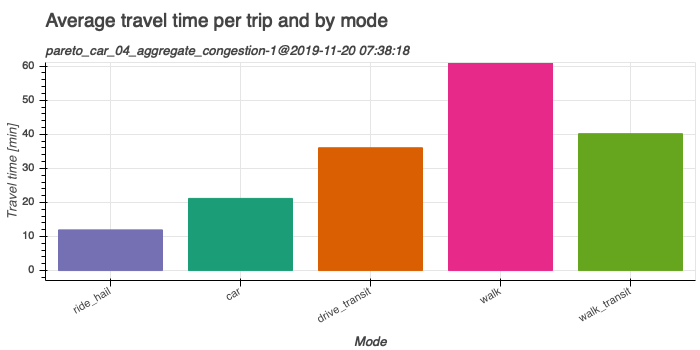 Average travel time per trip and by mode
pareto_car_04_aggregate_congestion-1@2019-11-20 07:38:18
60
50
40
30
20
10
0
Travel time [min]
ride_hail
car
drive_transit
walk
walk_transit
Mode